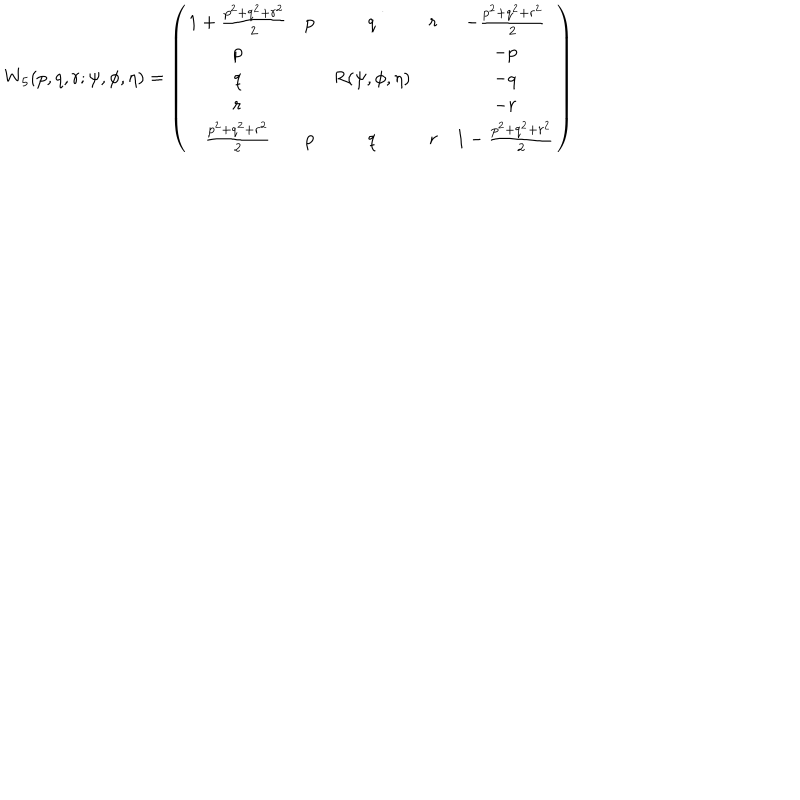 W_5(p,q,r;\psi,\phi,\eta) = \begin{pmatrix} 1+\frac{p^2+q^2+r^2}{2} & p & q & r & -\frac{p^2+q^2+r^2}{2} \\ p & & & & -p \\ q & & R(\psi,\phi,\eta) & & -q \\ r & & & & -r \\ \frac{p^2+q^2+r^2}{2} & p & q & r & 1-\frac{p^2+q^2+r^2}{2} \end{pmatrix}